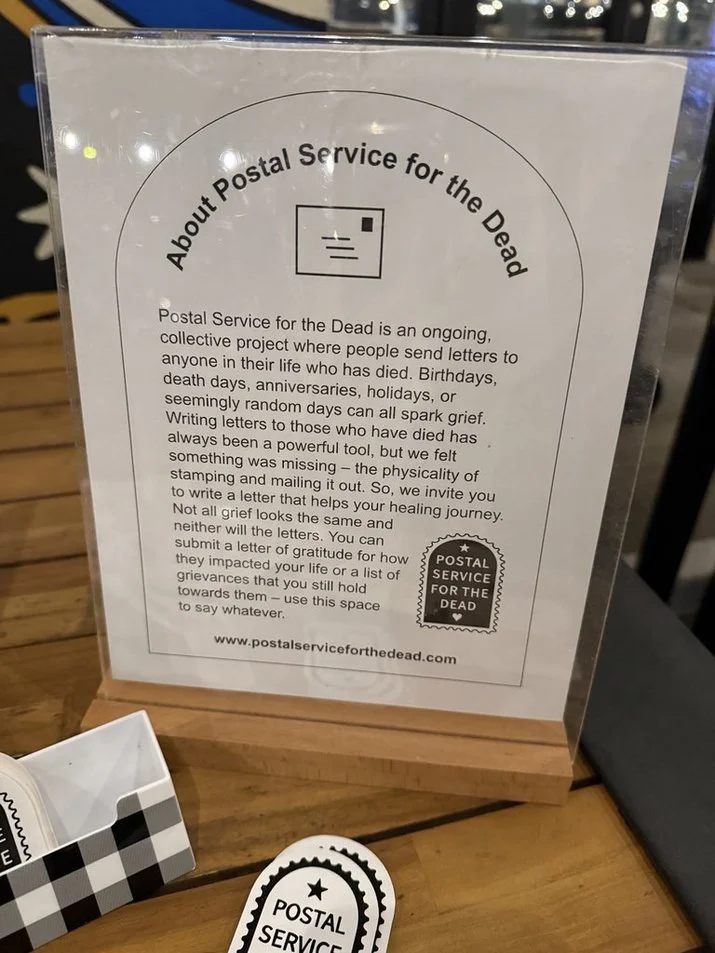 About Postal Service for the Dead
Postal Service for the Dead is an ongoing,
collective project where people send letters to
anyone in their life who has died. Birthdays,
death days, anniversaries, holidays, or
seemingly random days can all spark grief.
Writing letters to those who have died has
always been a powerful tool, but we felt
something was missing – the physicality of
stamping and mailing it out. So, we invite you
to write a letter that helps your healing journey.
Not all grief looks the same and
neither will the letters. You can
submit a letter of gratitude for how
they impacted your life or a list of
grievances that you still hold
towards them – use this space
to say whatever.
POSTAL
SERVICE
FOR THE
DEAD
www.postalserviceforthedead.com
POSTAL
SERVICE